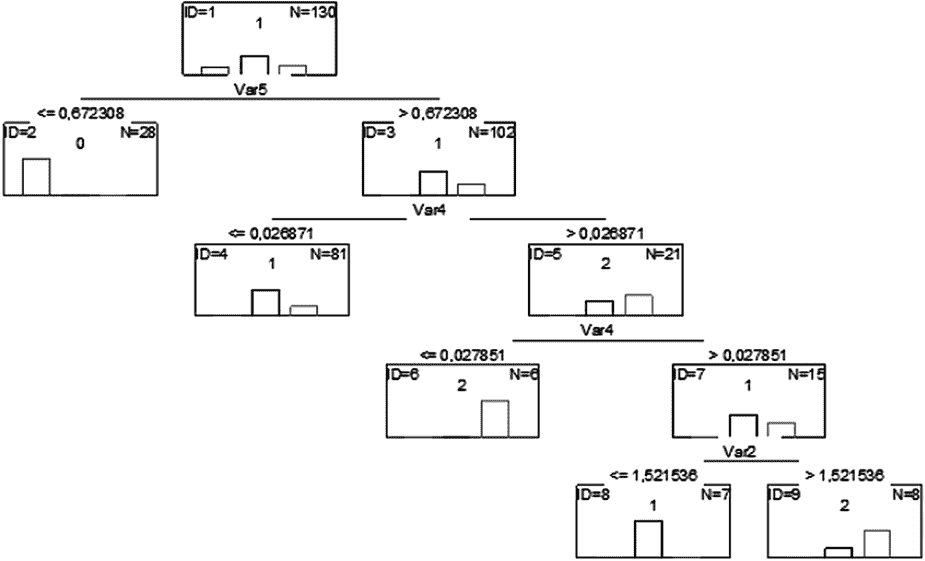 ID=1 N=130
1
Var5
<= 0,672308 > 0,672308
ID=2 N=28 ID=3 N=102
0 1
Var4
<= 0,026871 > 0,026871
ID=4 N=81 ID=5 N=21
1 2
Var4
<= 0,027851 > 0,027851
ID=6 N=6 ID=7 N=15
2 1
Var2
<= 1,521536 > 1,521536
ID=8 N=7 ID=9 N=8
1 2